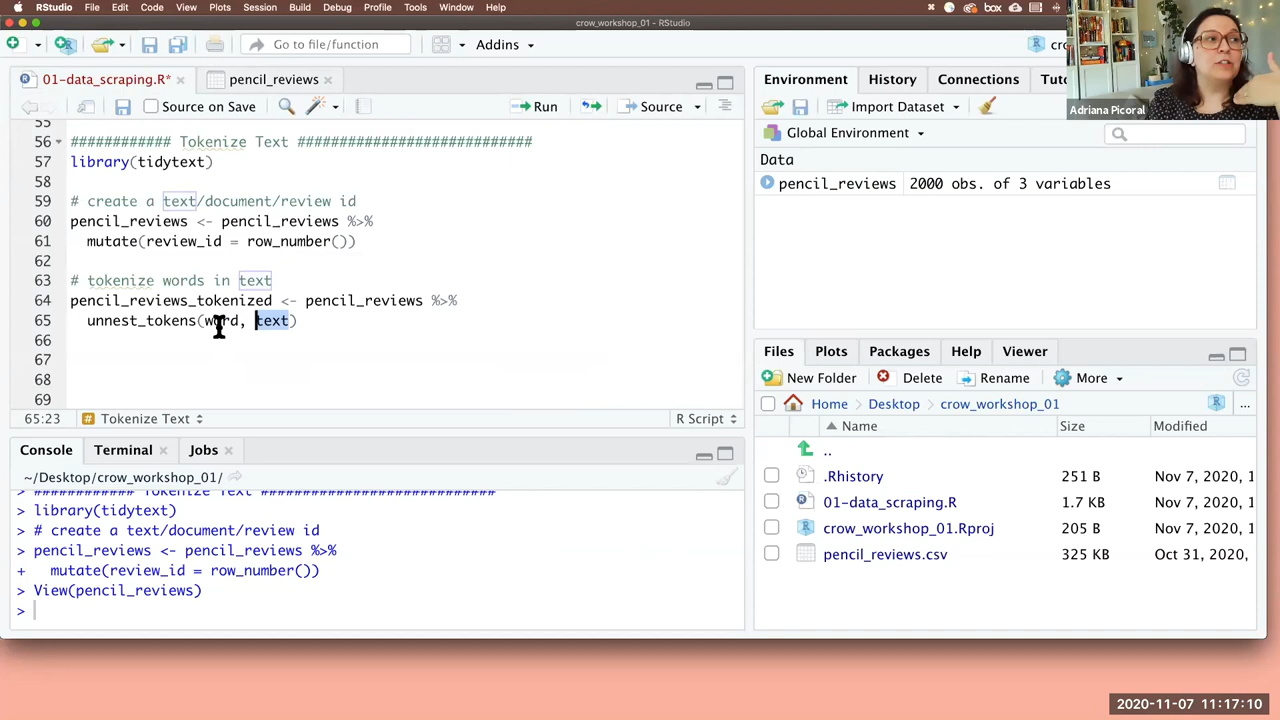 RStudio File Edit Code View Plots Session Build Debug Profile Tools Window Help box
crow_workshop_01 - RStudio
Go to file/function Addins
01-data_scraping.R* pencil_reviews
Source on Save Run Source
55
56 ############ Tokenize Text ############################
57 library(tidytext)
58
59 # create a text/document/review id
60 pencil_reviews <- pencil_reviews %>%
61 mutate(review_id = row_number())
62
63 # tokenize words in text
64 pencil_reviews_tokenized <- pencil_reviews %>%
65 unnest_tokens(word, text)
66
67
68
69
65:23 # Tokenize Text R Script
Console Terminal Jobs
~/Desktop/crow_workshop_01/
> ############ Tokenize Text ############################
> library(tidytext)
> # create a text/document/review id
> pencil_reviews <- pencil_reviews %>%
+ mutate(review_id = row_number())
> View(pencil_reviews)
>
Environment History Connections
Import Dataset
Global Environment
Data
pencil_reviews 2000 obs. of 3 variables
Files Plots Packages Help Viewer
New Folder Delete Rename More
Home Desktop crow_workshop_01 ...
Name Size Modified
..
.Rhistory 251 B Nov 7, 2020, 1
01-data_scraping.R 1.7 KB Nov 7, 2020, 1
crow_workshop_01.Rproj 205 B Nov 7, 2020, 1
pencil_reviews.csv 325 KB Oct 31, 2020,
Adriana Picoral
2020-11-07 11:17:10